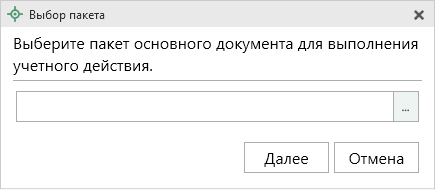 Выбор пакета
Выберите пакет основного документа для выполнения
учетного действия.
...
Далее
Отмена